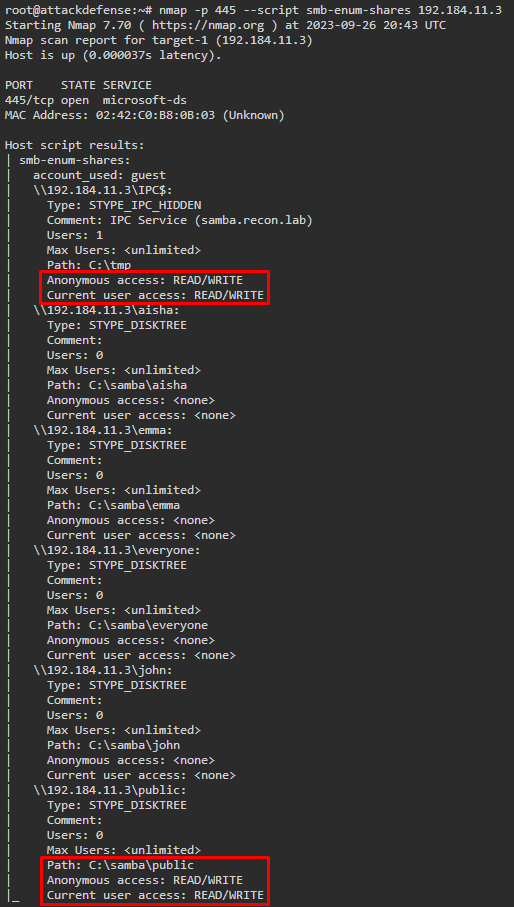 root@attackdefense:~# nmap -p 445 --script smb-enum-shares 192.184.11.3
Starting Nmap 7.70 ( https://nmap.org ) at 2023-09-26 20:43 UTC
Nmap scan report for target-1 (192.184.11.3)
Host is up (0.000037s latency).

PORT    STATE SERVICE
445/tcp open  microsoft-ds
MAC Address: 02:42:C0:B8:0B:03 (Unknown)

Host script results:
| smb-enum-shares:
|   account_used: guest
|   \\192.184.11.3\IPC$:
|     Type: STYPE_IPC_HIDDEN
|     Comment: IPC Service (samba.recon.lab)
|     Users: 1
|     Max Users: <unlimited>
|     Path: C:\tmp
|     Anonymous access: READ/WRITE
|     Current user access: READ/WRITE
|   \\192.184.11.3\aisha:
|     Type: STYPE_DISKTREE
|     Comment:
|     Users: 0
|     Max Users: <unlimited>
|     Path: C:\samba\aisha
|     Anonymous access: <none>
|     Current user access: <none>
|   \\192.184.11.3\emma:
|     Type: STYPE_DISKTREE
|     Comment:
|     Users: 0
|     Max Users: <unlimited>
|     Path: C:\samba\emma
|     Anonymous access: <none>
|     Current user access: <none>
|   \\192.184.11.3\everyone:
|     Type: STYPE_DISKTREE
|     Comment:
|     Users: 0
|     Max Users: <unlimited>
|     Path: C:\samba\everyone
|     Anonymous access: <none>
|     Current user access: <none>
|   \\192.184.11.3\john:
|     Type: STYPE_DISKTREE
|     Comment:
|     Users: 0
|     Max Users: <unlimited>
|     Path: C:\samba\john
|     Anonymous access: <none>
|     Current user access: <none>
|   \\192.184.11.3\public:
|     Type: STYPE_DISKTREE
|     Comment:
|     Users: 0
|     Max Users: <unlimited>
|     Path: C:\samba\public
|     Anonymous access: READ/WRITE
|_    Current user access: READ/WRITE